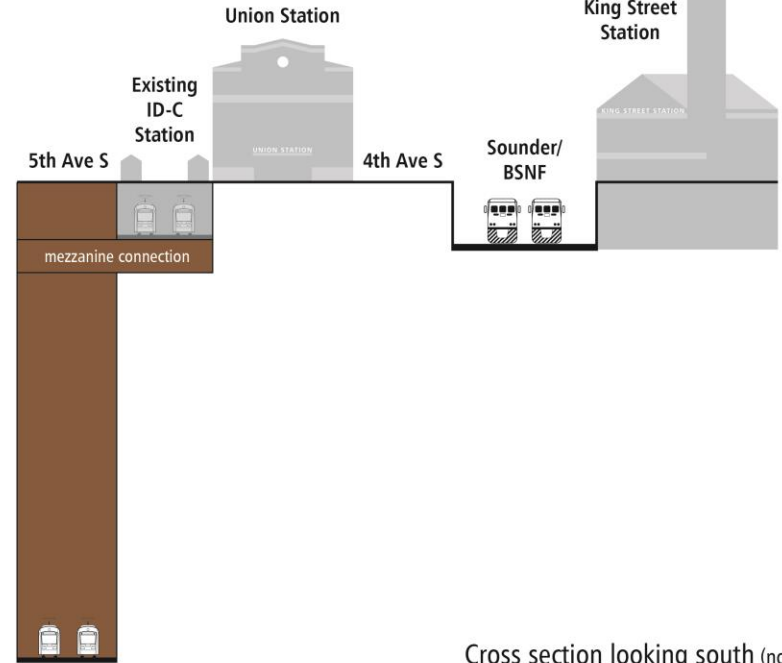 Union Station
King Street
Station
Existing
ID-C
Station
5th Ave S
4th Ave S
Sounder/
BSNF
UNION STATION
KING STREET STATION
mezzanine connection
Cross section looking south